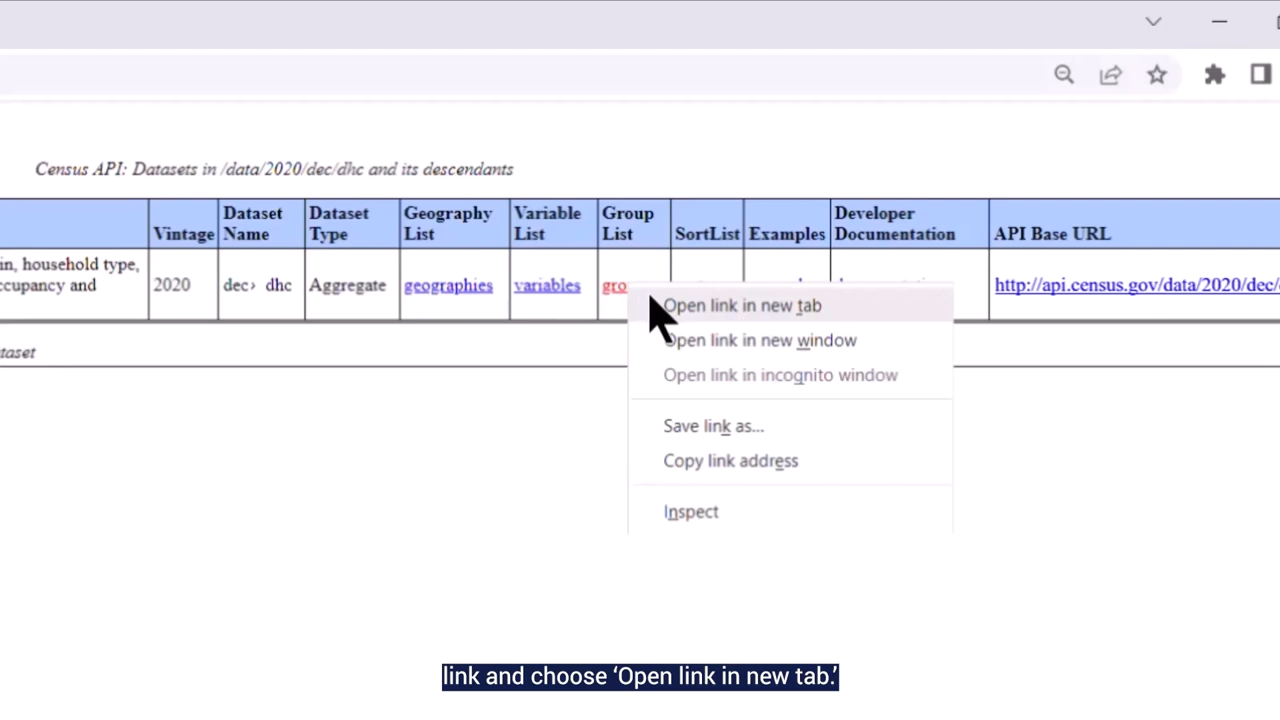 Census API: Datasets in /data/2020/dec/dhc and its descendants
Vintage Dataset Name Dataset Type Geography List Variable List Group List SortList Examples Developer Documentation API Base URL
in, household type,
ccupancy and
2020 dec› dhc Aggregate geographies variables gro http://api.census.gov/data/2020/dec/
taset
Open link in new tab
Open link in new window
Open link in incognito window
Save link as...
Copy link address
Inspect
link and choose ‘Open link in new tab.’